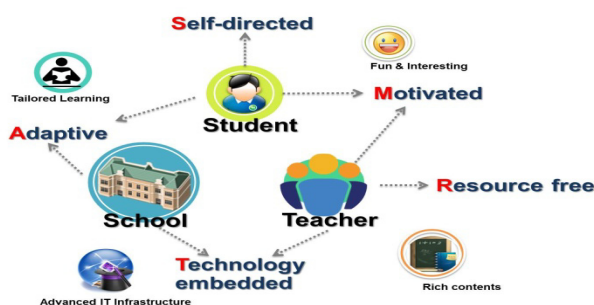 Self-directed
Fun & Interesting
Tailored Learning
Motivated
Student
Adaptive
Resource free
School
Teacher
Technology
embedded
Rich contents
Advanced IT Infrastructure